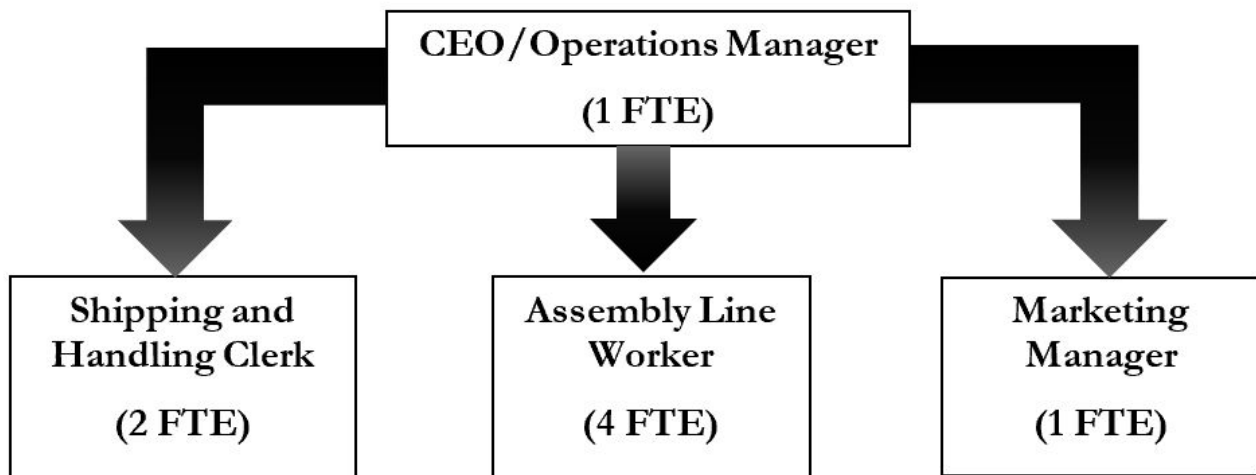 CEO/Operations Manager
(1 FTE)
Shipping and
Handling Clerk
(2 FTE)
Assembly Line
Worker
(4 FTE)
Marketing
Manager
(1 FTE)